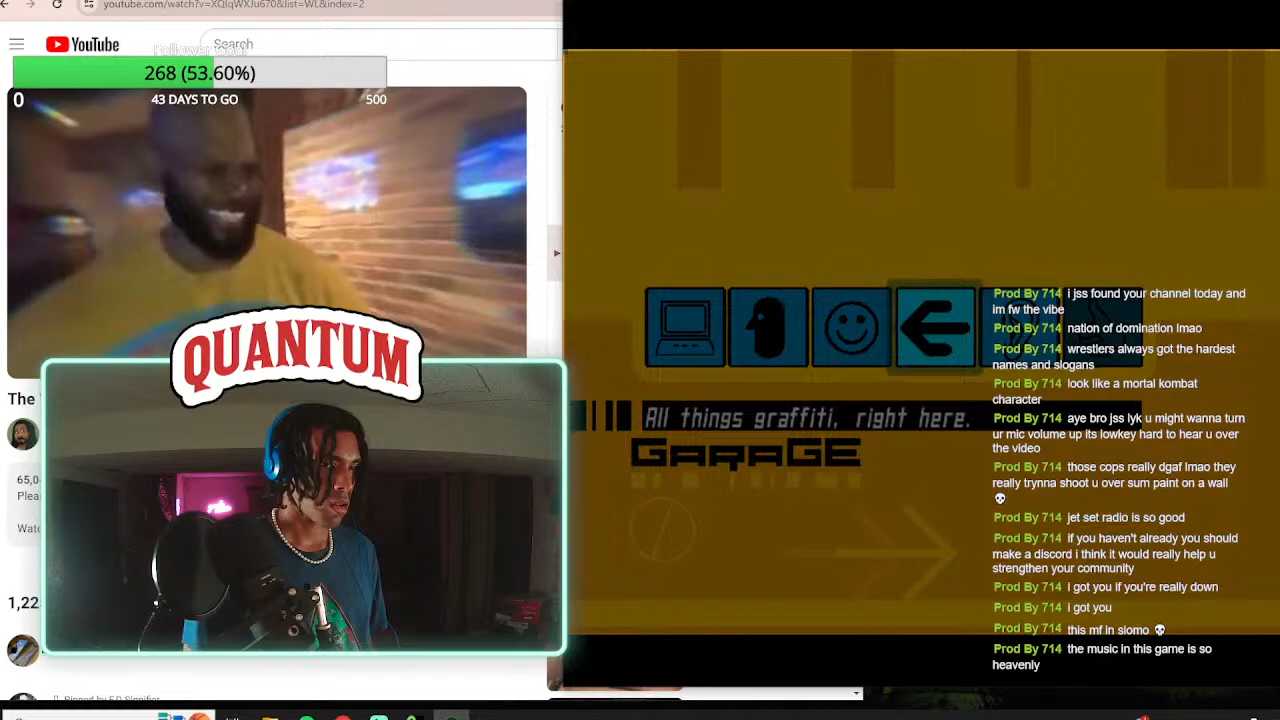 youtube.com/watch?v=XQIqWXJu670&list=WL&index=2
YouTube
Search
268 (53.60%)
0
43 DAYS TO GO
500
QUANTUM
The
65,0
Plea
Watc
1,22
All things graffiti, right here.
GARAGE
Prod By 714 i jss found your channel today and
im fw the vibe
Prod By 714 nation of domination lmao
Prod By 714 wrestlers always got the hardest
names and slogans
Prod By 714 look like a mortal kombat
character
Prod By 714 aye bro jss lyk u might wanna turn
ur mic volume up its lowkey hard to hear u over
the video
Prod By 714 those cops really dgaf lmao they
really trynna shoot u over sum paint on a wall
💀
Prod By 714 jet set radio is so good
Prod By 714 if you haven't already you should
make a discord i think it would really help u
strengthen your community
Prod By 714 i got you if you're really down
Prod By 714 i got you
Prod By 714 this mf in slomo 💀
Prod By 714 the music in this game is so
heavenly